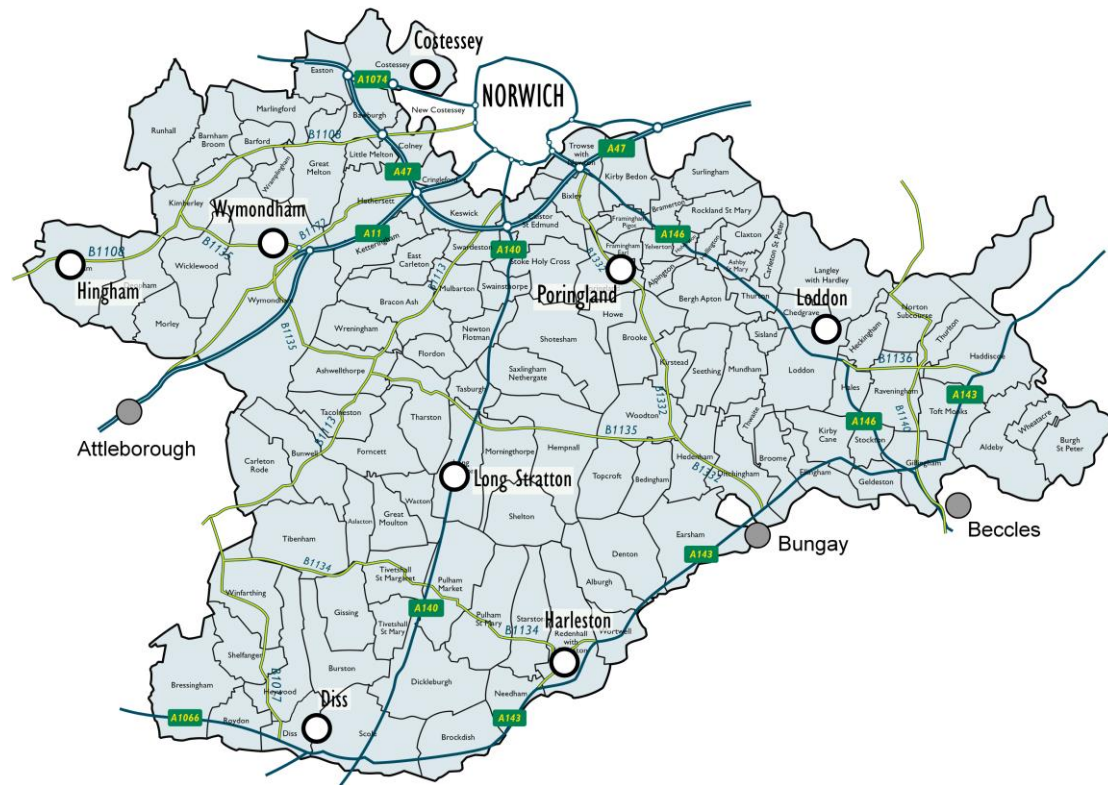 Costessey
Costessey
Easton
A1074
NORWICH
New Costessey
Marlingford
Bawburgh
Runhall
Barnham
Broom
Barford
B1108
Colney
Little Melton
Great
Melton
Wramplingham
A47
Cringleford
A47
Trowse with
Kirby Bedon
Surlingham
Bixley
Bramerton
Rockland St Mary
Kimberley
Wymondham
Hethersett
B1172
Keswick
Framingham
Pigot
A11
Ketteringham
A140
St Edmund
A146
Yelverton
Claxton
Carleton St Peter
B1108
B1135
Hingham
Wicklewood
East
Carleton
Swardeston
B1113
Stoke Holy Cross
B1332
Framingham
Ashby
St Mary
Langley
with Hardley
Mulbarton
Swainsthorpe
Poringland
Alpington
Loddon
Chedgrave
Morley
Wymondham
Bracon Ash
Bergh Apton
Thurton
Norton
Subcourse
B1135
Wreningham
Newton
Flotman
Howe
Brooke
Sisland
Heckingham
Thurlton
Flordon
Shotesham
B1136
Haddiscoe
Ashwellthorpe
Saxlingham
Nethergate
Kirstead
Seething
Mundham
Loddon
Hales
Raveningham
Tasburgh
A143
Toft Monks
Tacolneston
Tharston
Woodton
B1332
Thwaite
Kirby
Cane
A146
B1140
Wheatacre
Attleborough
B1113
B1135
Stockton
Aldeby
Burgh
St Peter
Carleton
Rode
Bunwell
Forncett
Morningthorpe
Hempnall
Hedenham
Broome
Ellingham
Gillingham
Long Stratton
Topcroft
Bedingham
Ditchingham
B1332
Geldeston
Wacton
Great
Moulton
Aslacton
Shelton
Beccles
Tibenham
Earsham
Bungay
Denton
A143
B1134
Tivetshall
St Margaret
Pulham
Market
Alburgh
Winfarthing
Gissing
A140
Pulham
St Mary
Starston
Harleston
Tivetshall
St Mary
B1134
Redenhall with
Wortwell
Shelfanger
Burston
Dickleburgh
Needham
Bressingham
B1077
Heywood
Diss
A1066
Roydon
Diss
Scole
A143
Brockdish